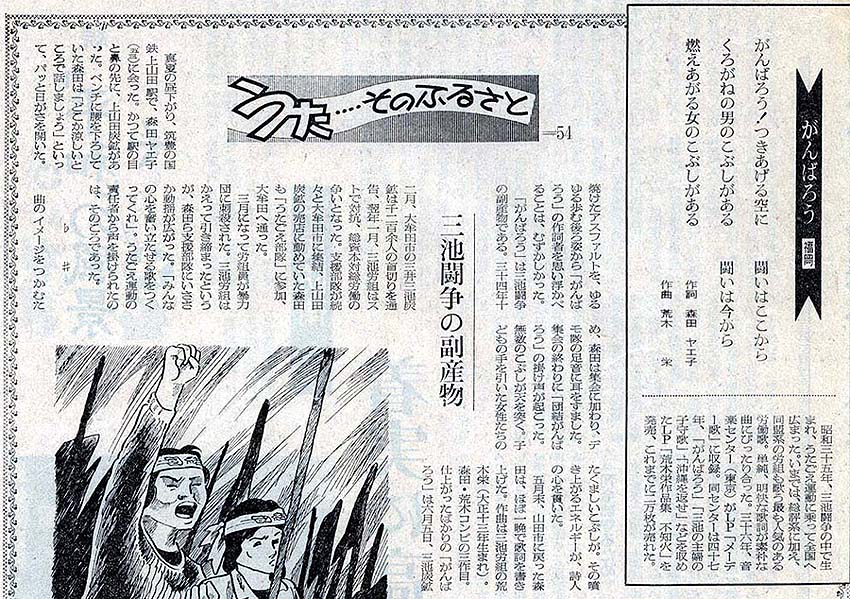 がんばろう 福岡
がんばろう！つきあげる空に
くろがねの男のこぶしがある
燃えあがる女のこぶしがある
闘いはここから
闘いは今から
作詞 森田 ヤエ子
作曲 荒木 栄
昭和三十五年、三池闘争の中で生
まれ、うたごえ運動に乗って全国へ
広まった。いまでは、総評系に加え、
同盟系の労組も歌う最も人気のある
労働歌。単純、明快な歌詞が素朴な
曲にぴったり合った。三十六年、音
楽センター（東京）がLP「メーデ
ー歌」に収録。同センターは四十七
年、「がんばろう」「三池の主婦の
子守歌」「沖縄を返せ」などを収め
たLP「荒木栄作品集 不知火」を
発売、これまでに二万枚が売れた。
うた……そのふるさと
―54
真夏の昼下がり、筑豊の国
鉄上山田駅で、森田ヤエ子
に会った。かつて駅の目
と鼻の先に、上山田炭鉱があ
った。ベンチに腰を下ろして
いた森田は「どこか涼しいと
ころで話しましょう」といっ
て、パッと日がさを開いた。
焼けたアスファルトを、ゆる
ゆる歩む後ろ姿から「がんば
ろう」の作詞者を思い浮かべ
ることは、むずかしかった。
「がんばろう」は三池闘争
の副産物である。三十四年十
三池闘争の副産物
二月、大牟田市の三井三池炭
鉱は千二百余人の首切りを通
告、翌年一月、三池労組はス
トで対抗、総資本対総労働の
争いとなった。支援部隊が続
々と大牟田市に集結、上山田
炭鉱の売店に勤めていた森田
も「うたごえ部隊」に参加、
大牟田へ通った。
三月になって労組員が暴力
団に刺殺された。三池労組は
かえって引き締まったという
が、森田ら支援部隊にいささ
か動揺が広がった。「みんな
の心を奮い立たせる歌をつく
ってくれ」。うたごえ運動の
責任者から声を掛けられたの
は、そのころであった。
曲のイメージをつかむた
め、森田は集会に加わり、デ
モ隊の足音に耳をすました。
集会の終わりに「団結がんば
ろう」の掛け声が起こった。
無数のこぶしが天を突く。子
どもの手を引いた女性たちの
たくましいこぶしが。その噴
き上がるエネルギーが、詩人
の心を貫いた。
五月末、山田市に戻った森
田は、ほぼ一晩で歌詞を書き
上げた。作曲は三池労組の荒
木栄（大正十三年生まれ）。
森田・荒木コンビの三作目。
仕上がったばかりの「がんば
ろう」は六月五日、三池炭鉱